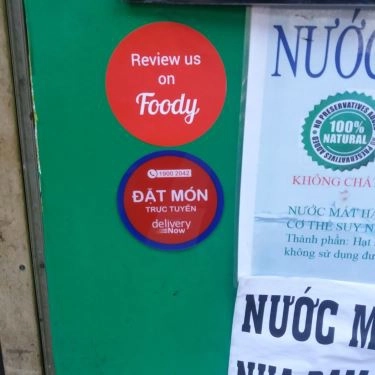 Review us
on
Foody
1900 2042
ĐẶT MÓN
TRỰC TUYẾN
delivery
Now
NƯỚC
NO PRESERVATIVES ADDED
100%
NATURAL
KHÔNG
NƯỚC MÁT
CƠ THỂ SUY
Thành phần: Hạt
không sử dụng
NƯỚC